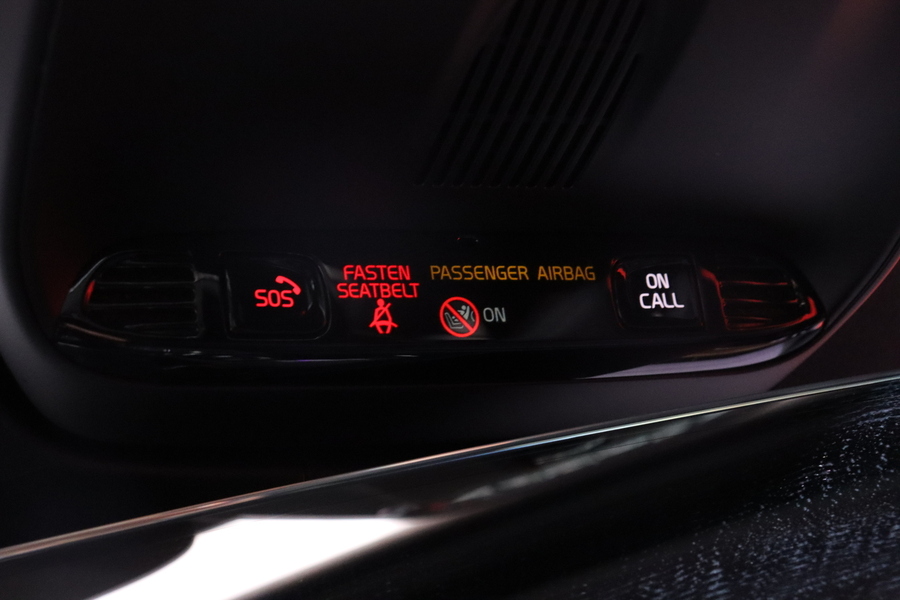 SOS
FASTEN
SEATBELT
PASSENGER AIRBAG
ON
ON
CALL